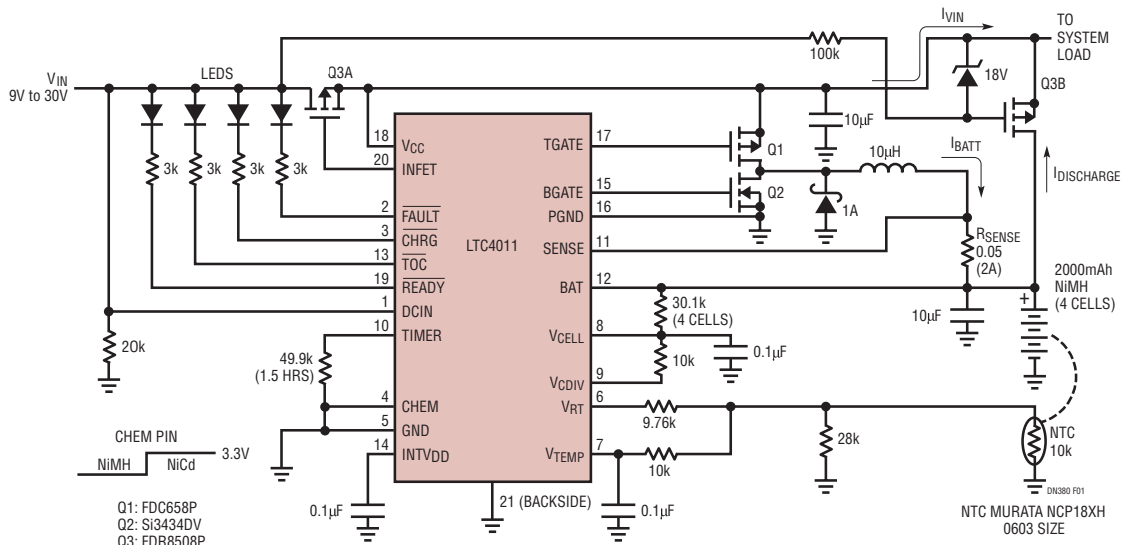 IVIN
TO
SYSTEM
LOAD
100k
VIN
9V to 30V
LEDS
Q3A
18V
Q3B
10µF
3k
3k
3k
3k
18
VCC
20
INFET
2
FAULT
3
CHRG
13
TOC
19
READY
1
DCIN
10
TIMER
4
CHEM
5
GND
14
INTVDD
LTC4011
TGATE
17
BGATE
15
PGND
16
SENSE
11
BAT
12
VCELL
8
VCDIV
9
VRT
6
VTEMP
7
21 (BACKSIDE)
Q1
Q2
1A
10µH
IBATT
IDISCHARGE
RSENSE
0.05
(2A)
2000mAh
NiMH
(4 CELLS)
+
10µF
30.1k
(4 CELLS)
10k
0.1µF
9.76k
10k
28k
0.1µF
NTC
10k
DN380 F01
NTC MURATA NCP18XH
0603 SIZE
20k
49.9k
(1.5 HRS)
0.1µF
CHEM PIN
NiMH
NiCd
3.3V
Q1: FDC658P
Q2: Si3434DV
Q3: FDR8508P